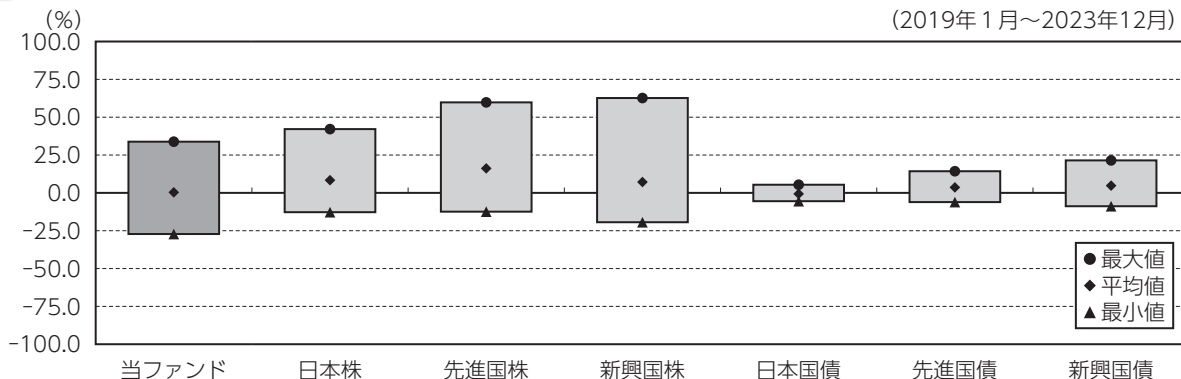 (%)
(2019年1月～2023年12月)
100.0
75.0
50.0
25.0
0.0
-25.0
-50.0
-75.0
-100.0
●最大値
◆平均値
▲最小値
当ファンド 日本株 先進国株 新興国株 日本国債 先進国債 新興国債